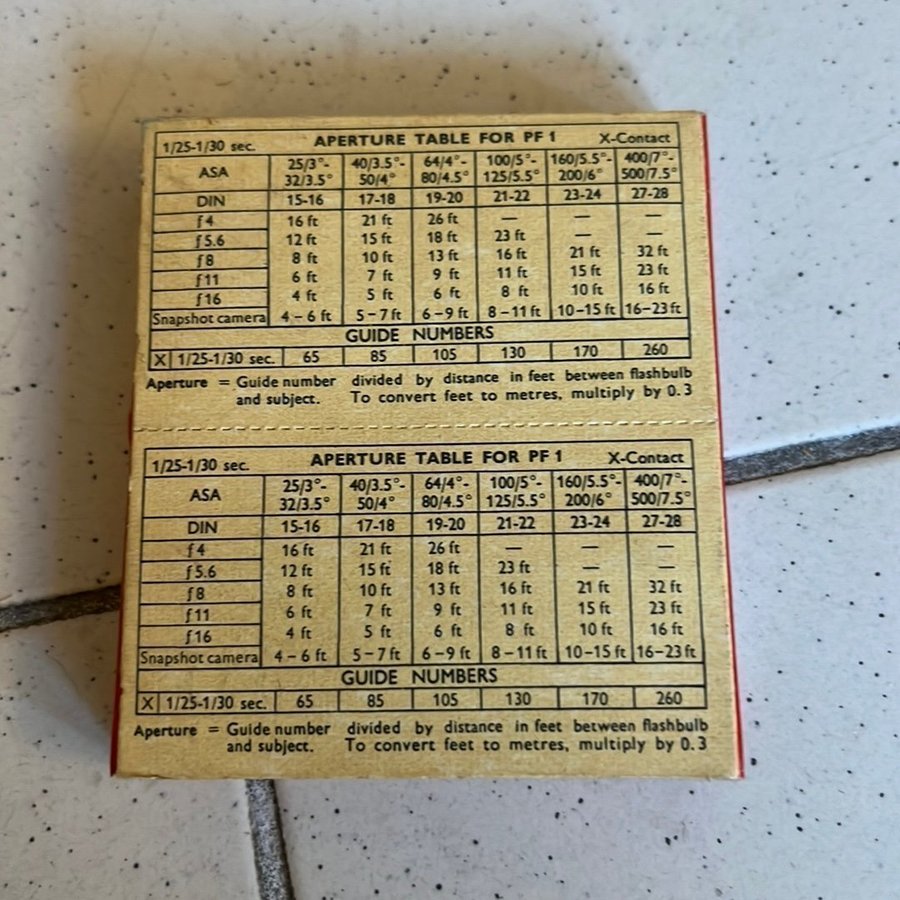 1/25-1/30 sec. APERTURE TABLE FOR PF 1 X-Contact
ASA 25/3°- 40/3.5°- 64/4°- 100/5°- 160/5.5°- 400/7°-
32/3.5° 50/4° 80/4.5° 125/5.5° 200/6° 500/7.5°
DIN 15-16 17-18 19-20 21-22 23-24 27-28
f4 16 ft 21 ft 26 ft — — —
f5.6 12 ft 15 ft 18 ft 23 ft — —
f8 8 ft 10 ft 13 ft 16 ft 21 ft 32 ft
f11 6 ft 7 ft 9 ft 11 ft 15 ft 23 ft
f16 4 ft 5 ft 6 ft 8 ft 10 ft 16 ft
Snapshot camera 4–6 ft 5–7 ft 6–9 ft 8–11 ft 10–15 ft 16–23 ft
GUIDE NUMBERS
X 1/25-1/30 sec. 65 85 105 130 170 260
Aperture = Guide number divided by distance in feet between flashbulb
and subject. To convert feet to metres, multiply by 0.3
1/25-1/30 sec. APERTURE TABLE FOR PF 1 X-Contact
ASA 25/3°- 40/3.5°- 64/4°- 100/5°- 160/5.5°- 400/7°-
32/3.5° 50/4° 80/4.5° 125/5.5° 200/6° 500/7.5°
DIN 15-16 17-18 19-20 21-22 23-24 27-28
f4 16 ft 21 ft 26 ft — — —
f5.6 12 ft 15 ft 18 ft 23 ft — —
f8 8 ft 10 ft 13 ft 16 ft 21 ft 32 ft
f11 6 ft 7 ft 9 ft 11 ft 15 ft 23 ft
f16 4 ft 5 ft 6 ft 8 ft 10 ft 16 ft
Snapshot camera 4–6 ft 5–7 ft 6–9 ft 8–11 ft 10–15 ft 16–23 ft
GUIDE NUMBERS
X 1/25-1/30 sec. 65 85 105 130 170 260
Aperture = Guide number divided by distance in feet between flashbulb
and subject. To convert feet to metres, multiply by 0.3